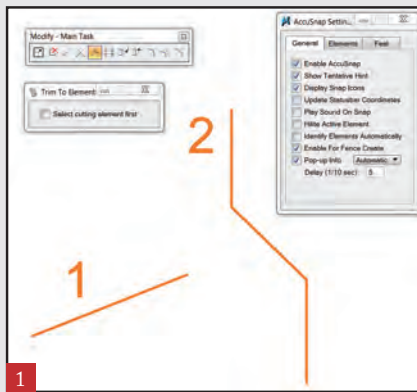 Modify - Main Task
Trim To Element
Select cutting element first
AccuSnap Settin...
General Elements Feel
Enable AccuSnap
Show Tentative Hint
Display Snap Icons
Update Statusbar Coordinates
Play Sound On Snap
Hilite Active Element
Identify Elements Automatically
Enable For Fence Create
Pop-up Info Automatic
Delay (1/10 sec): 5
2
1
1